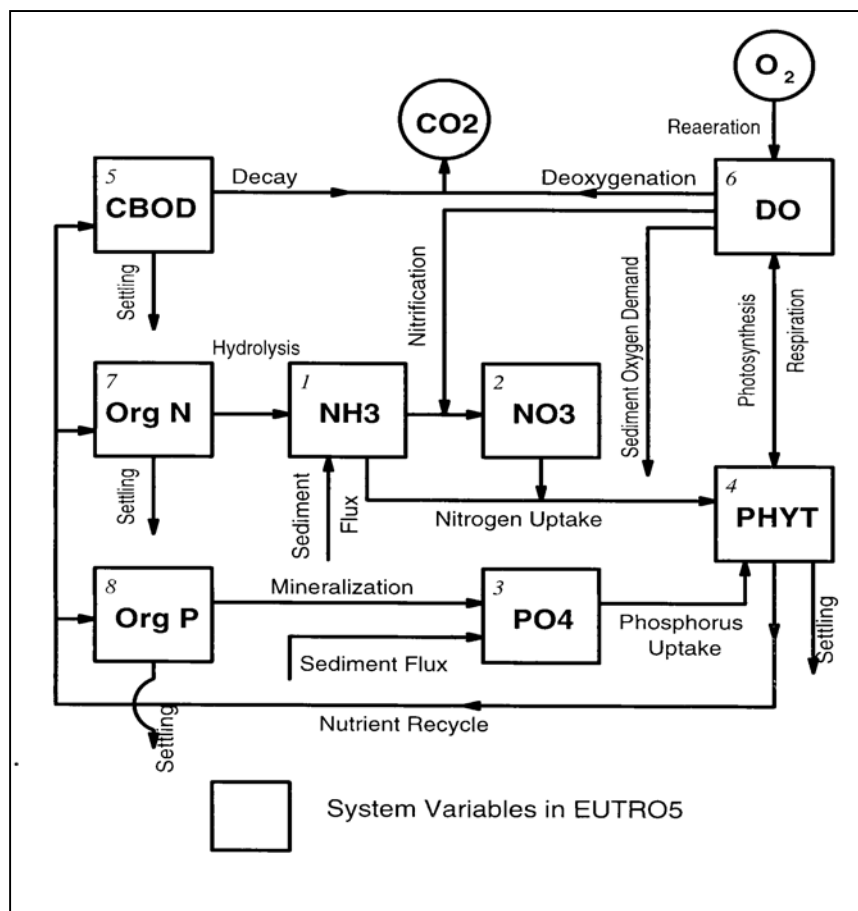 O2
CO2
Reaeration
5
CBOD
Decay
Deoxygenation
6
DO
Settling
Nitrification
Sediment Oxygen Demand
Photosynthesis
Respiration
Hydrolysis
7
Org N
1
NH3
2
NO3
Settling
Sediment
Flux
Nitrogen Uptake
4
PHYT
8
Org P
Mineralization
3
PO4
Phosphorus
Uptake
Sediment Flux
Settling
Settling
Nutrient Recycle
System Variables in EUTRO5